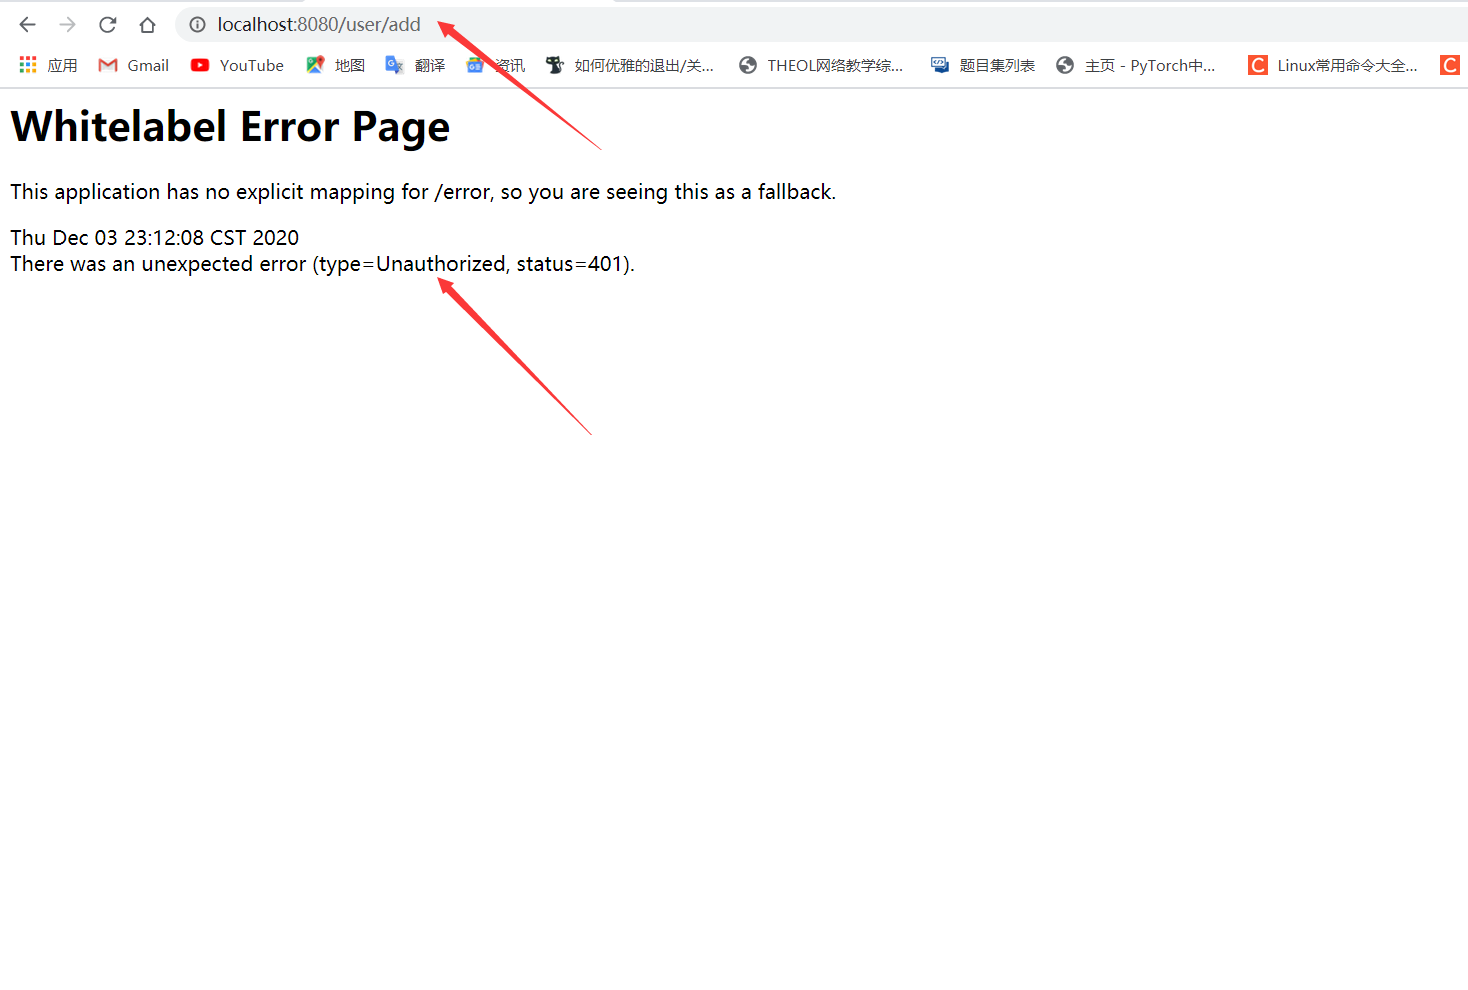 localhost:8080/user/add
应用 Gmail YouTube 地图 翻译 资讯 如何优雅的退出/关... THEOL网络教学综... 题目集列表 主页 - PyTorch中... C Linux常用命令大全... C
Whitelabel Error Page
This application has no explicit mapping for /error, so you are seeing this as a fallback.
Thu Dec 03 23:12:08 CST 2020
There was an unexpected error (type=Unauthorized, status=401).